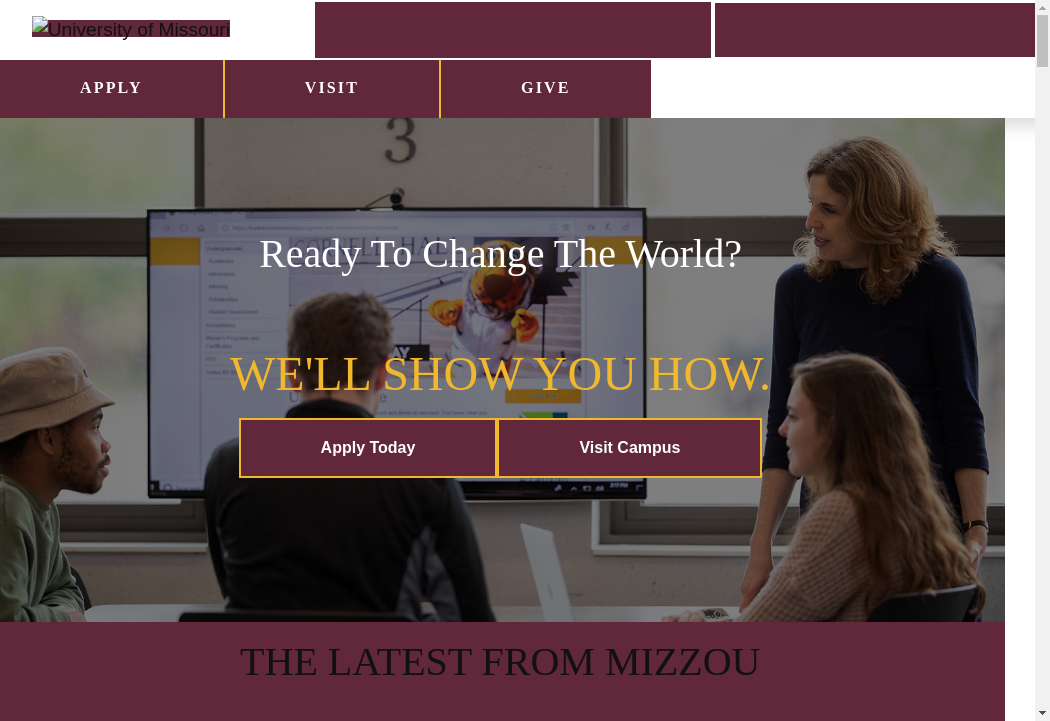 University of Missouri
APPLY
VISIT
GIVE
3
Ready To Change The World?
WE'LL SHOW YOU HOW.
Apply Today
Visit Campus
THE LATEST FROM MIZZOU